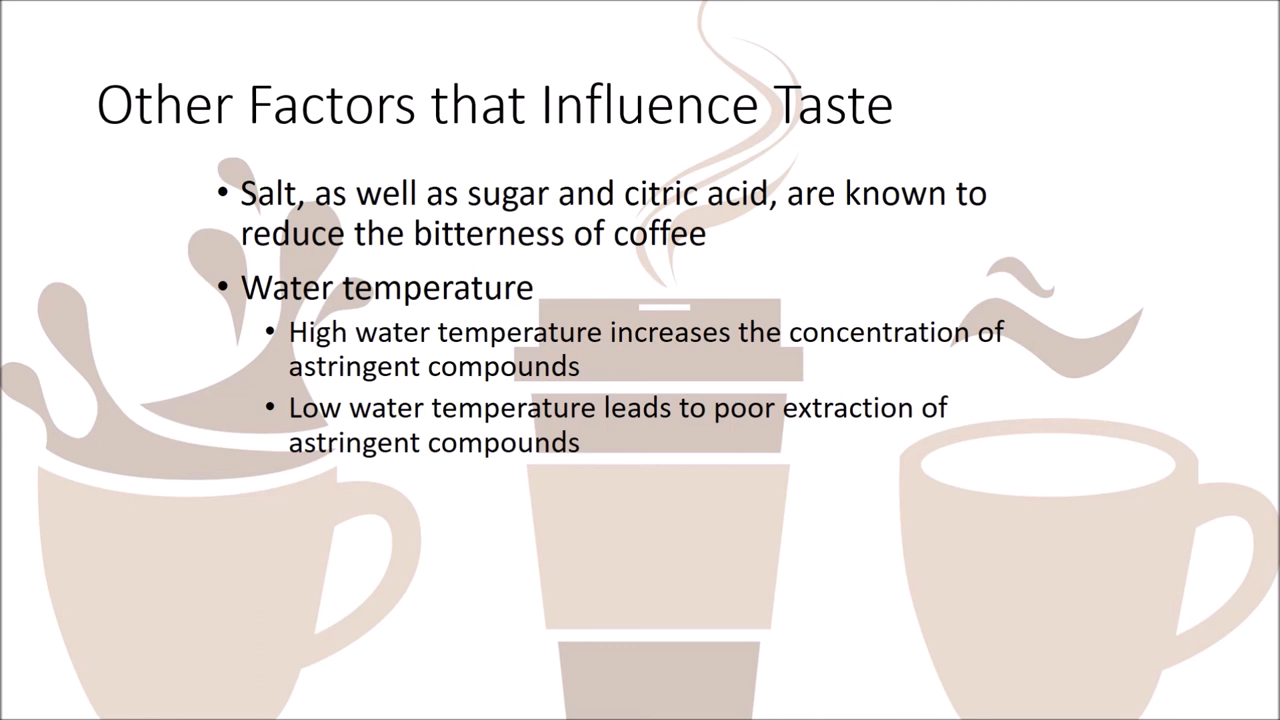 Other Factors that Influence Taste
• Salt, as well as sugar and citric acid, are known to
reduce the bitterness of coffee
• Water temperature
• High water temperature increases the concentration of
astringent compounds
• Low water temperature leads to poor extraction of
astringent compounds